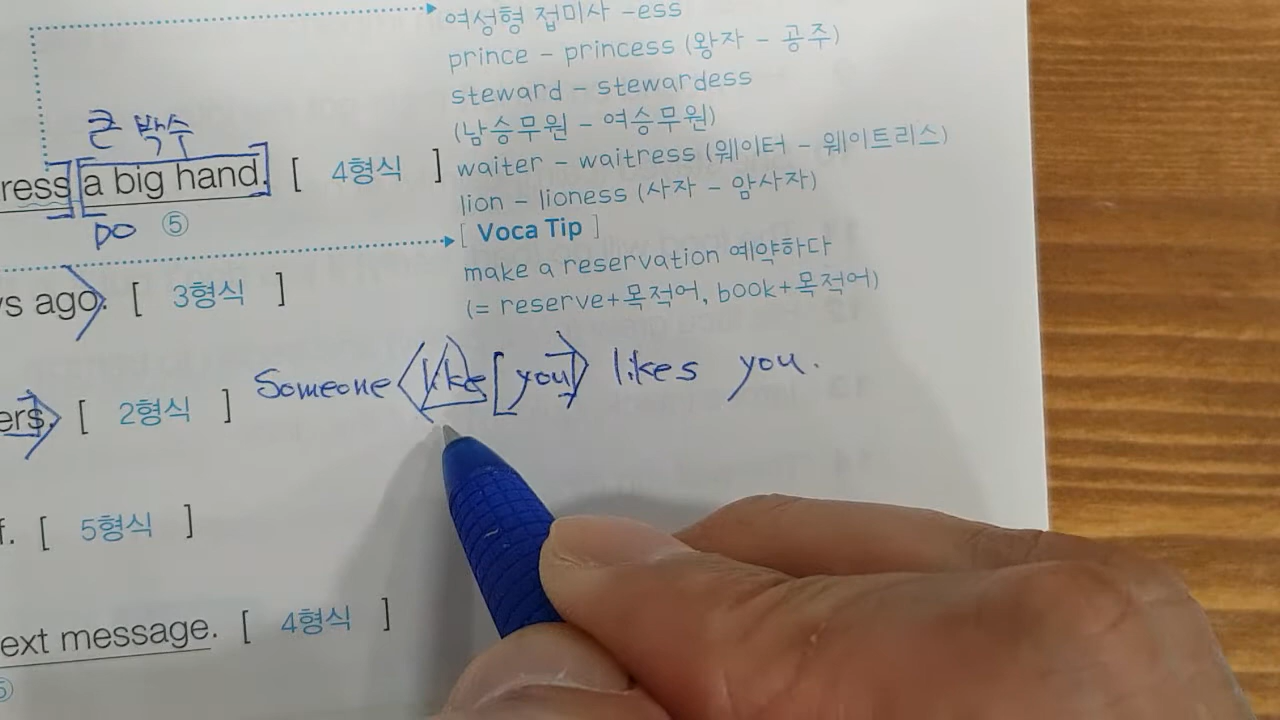 여성형 접미사 -ess
prince - princess (왕자 - 공주)
steward - stewardess
(남승무원 - 여승무원)
waiter - waitress (웨이터 - 웨이트리스)
lion - lioness (사자 - 암사자)
[ Voca Tip ]
make a reservation 예약하다
(= reserve+목적어, book+목적어)
큰 박수
ress a big hand. [ 4형식 ]
DO ⑤
ys ago. [ 3형식 ]
Someone like you likes you.
ers. [ 2형식 ]
f. [ 5형식 ]
ext message. [ 4형식 ]
⑤